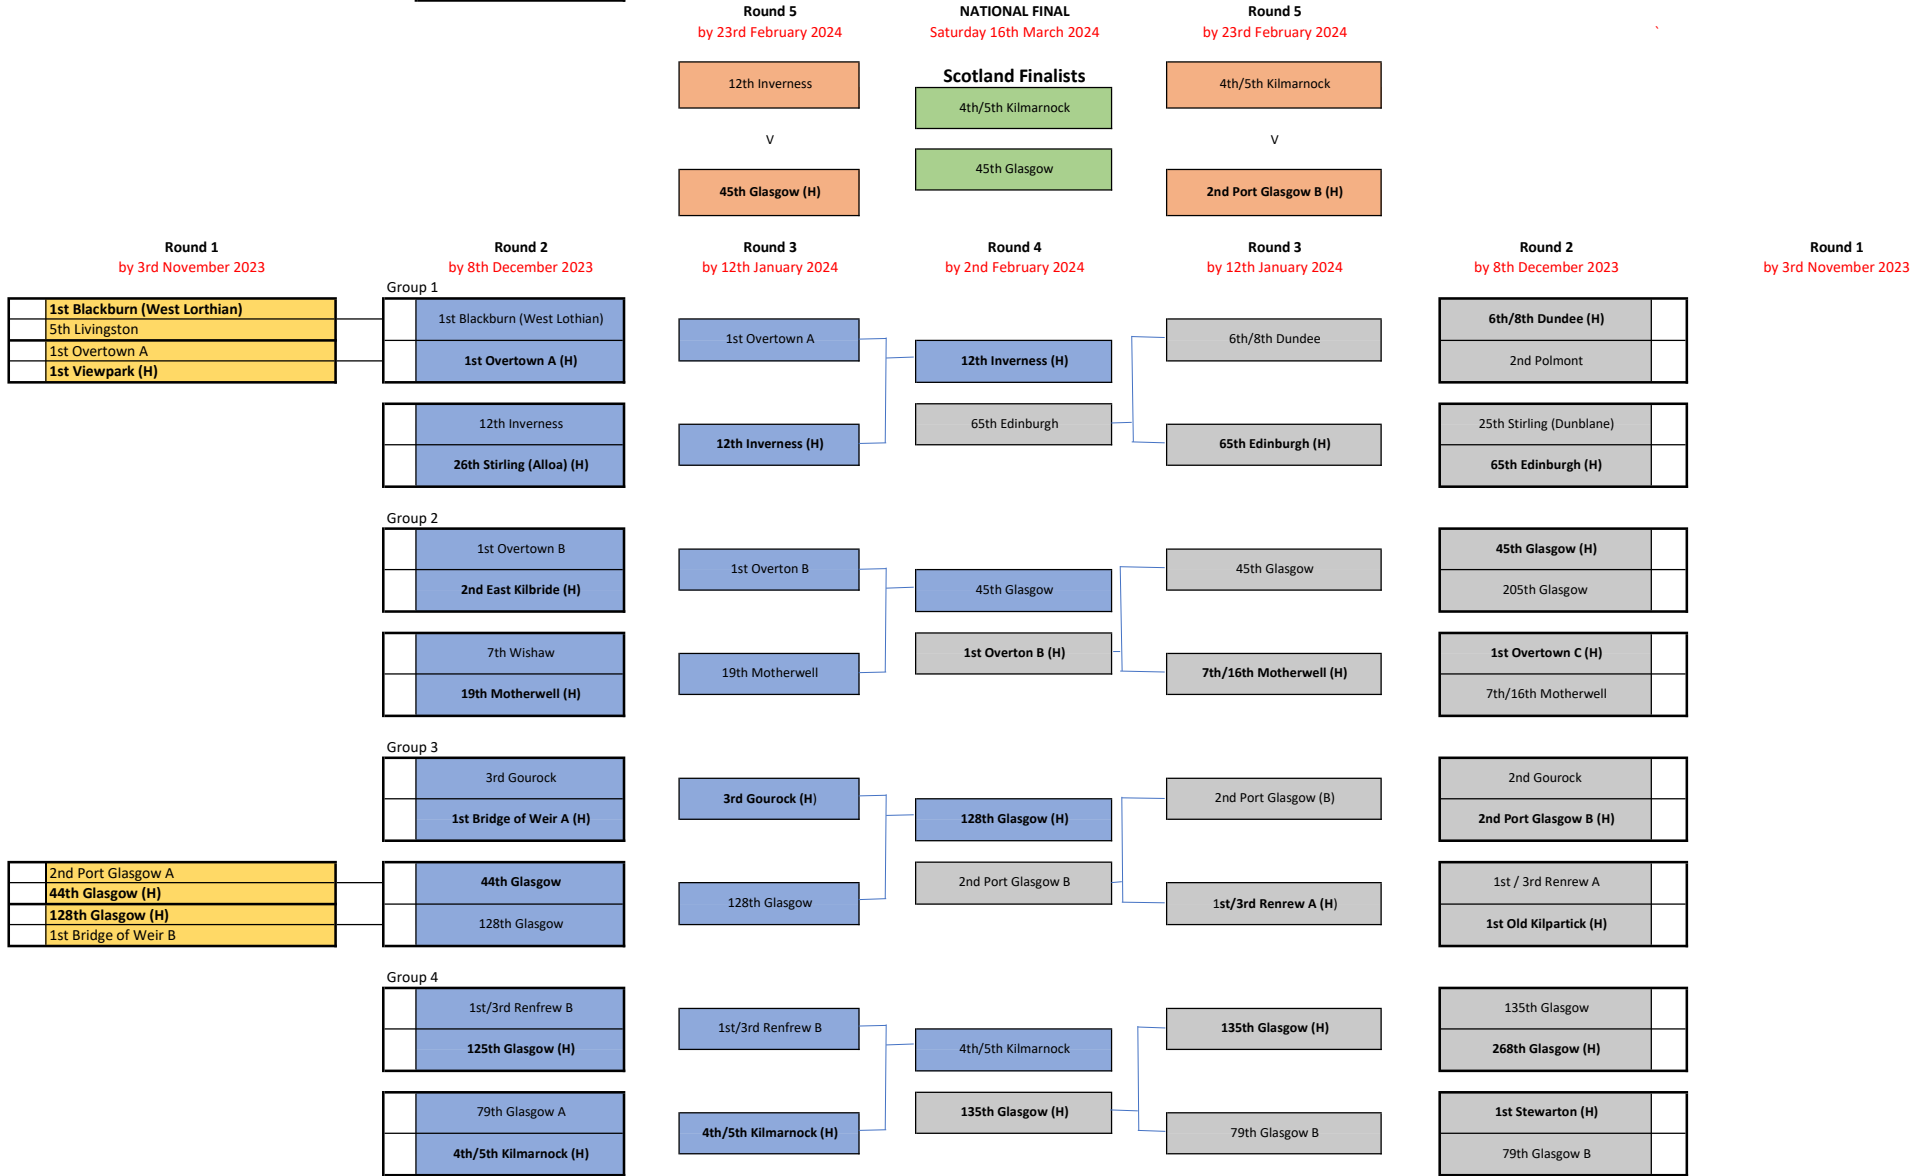 Round 5
NATIONAL FINAL
Round 5
by 23rd February 2024
Saturday 16th March 2024
by 23rd February 2024
`
12th Inverness
Scotland Finalists
4th/5th Kilmarnock
4th/5th Kilmarnock
V
V
45th Glasgow
45th Glasgow (H)
2nd Port Glasgow B (H)
Round 1
Round 2
Round 3
Round 4
Round 3
Round 2
Round 1
by 3rd November 2023
by 8th December 2023
by 12th January 2024
by 2nd February 2024
by 12th January 2024
by 8th December 2023
by 3rd November 2023
Group 1
1st Blackburn (West Lorthian)
5th Livingston
1st Overtown A
1st Viewpark (H)
1st Blackburn (West Lothian)
1st Overtown A (H)
1st Overtown A
12th Inverness (H)
6th/8th Dundee
6th/8th Dundee (H)
2nd Polmont
12th Inverness
26th Stirling (Alloa) (H)
12th Inverness (H)
65th Edinburgh
65th Edinburgh (H)
25th Stirling (Dunblane)
65th Edinburgh (H)
Group 2
1st Overtown B
2nd East Kilbride (H)
1st Overton B
45th Glasgow
45th Glasgow
45th Glasgow (H)
205th Glasgow
7th Wishaw
19th Motherwell (H)
19th Motherwell
1st Overton B (H)
7th/16th Motherwell (H)
1st Overtown C (H)
7th/16th Motherwell
Group 3
3rd Gourock
1st Bridge of Weir A (H)
3rd Gourock (H)
128th Glasgow (H)
2nd Port Glasgow (B)
2nd Gourock
2nd Port Glasgow B (H)
2nd Port Glasgow A
44th Glasgow (H)
128th Glasgow (H)
1st Bridge of Weir B
44th Glasgow
128th Glasgow
128th Glasgow
2nd Port Glasgow B
1st/3rd Renrew A (H)
1st / 3rd Renrew A
1st Old Kilpartick (H)
Group 4
1st/3rd Renfrew B
125th Glasgow (H)
1st/3rd Renfrew B
4th/5th Kilmarnock
135th Glasgow (H)
135th Glasgow
268th Glasgow (H)
79th Glasgow A
4th/5th Kilmarnock (H)
4th/5th Kilmarnock (H)
135th Glasgow (H)
79th Glasgow B
1st Stewarton (H)
79th Glasgow B